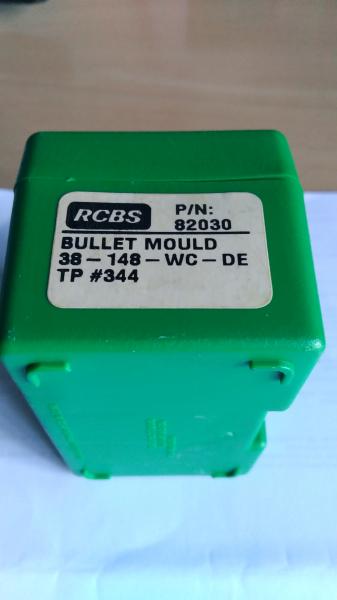 RCBS P/N:
82030
BULLET MOULD
38-148-WC-DE
TP #344